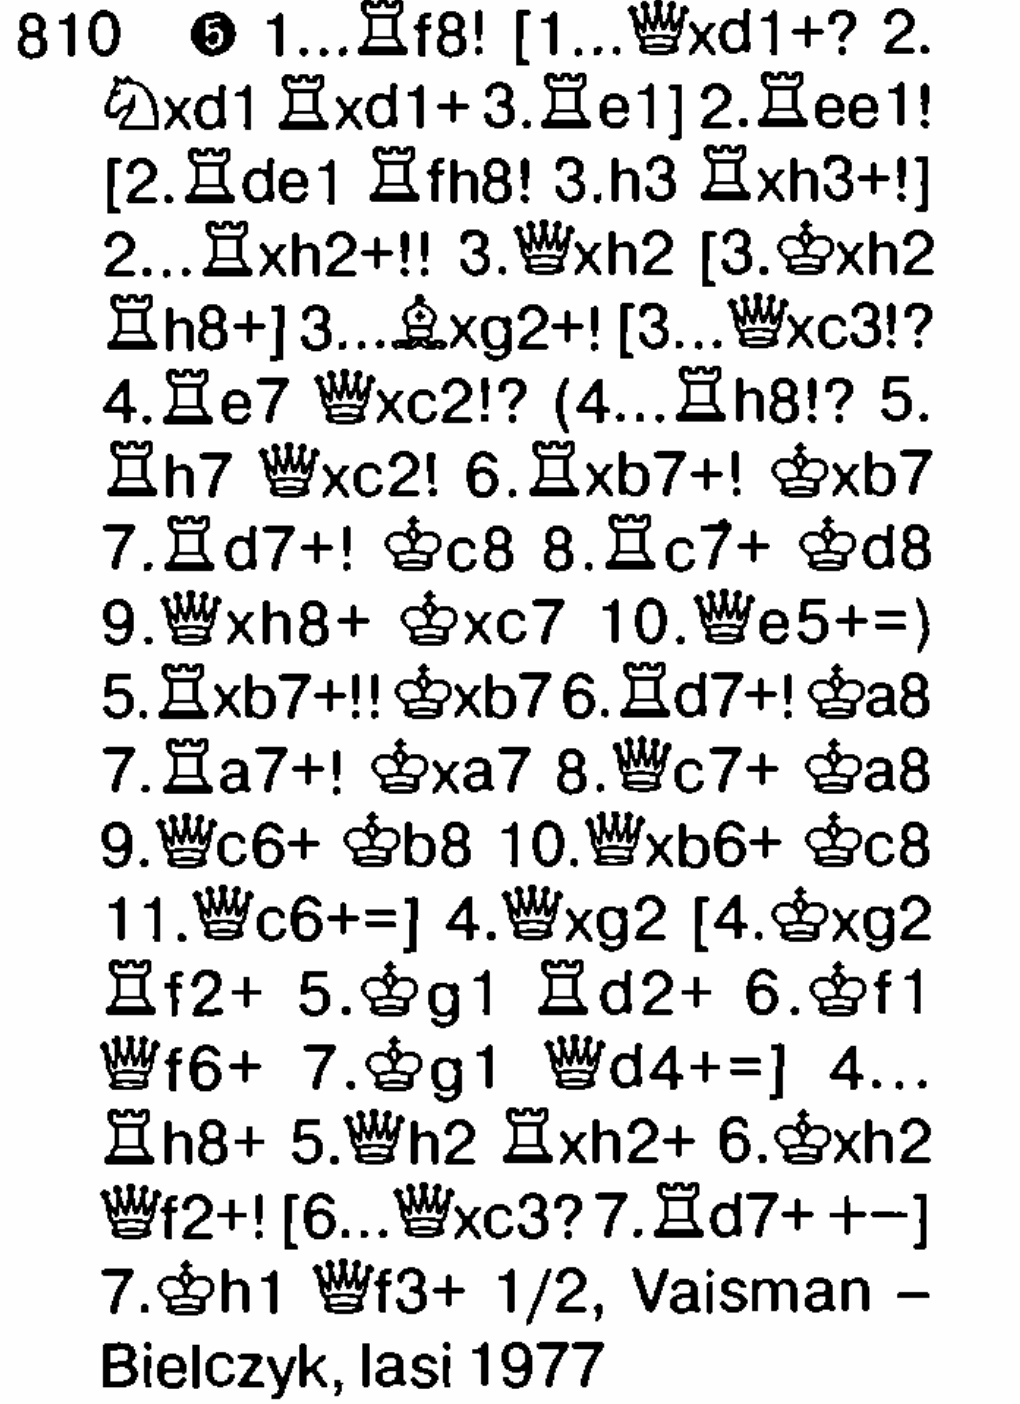 810 ❺ 1...♖f8! [1...♕xd1+? 2.
♘xd1 ♖xd1+ 3.♖e1] 2.♖ee1!
[2.♖de1 ♖fh8! 3.h3 ♖xh3+!]
2...♖xh2+!! 3.♕xh2 [3.♔xh2
♖h8+] 3...♗xg2+! [3...♕xc3!?
4.♖e7 ♕xc2!? (4...♖h8!? 5.
♖h7 ♕xc2! 6.♖xb7+! ♔xb7
7.♖d7+! ♔c8 8.♖c7+ ♔d8
9.♕xh8+ ♔xc7 10.♕e5+=)
5.♖xb7+!! ♔xb7 6.♖d7+! ♔a8
7.♖a7+! ♔xa7 8.♕c7+ ♔a8
9.♕c6+ ♔b8 10.♕xb6+ ♔c8
11.♕c6+=] 4.♕xg2 [4.♔xg2
♖f2+ 5.♔g1 ♖d2+ 6.♔f1
♕f6+ 7.♔g1 ♕d4+=] 4...
♖h8+ 5.♕h2 ♖xh2+ 6.♔xh2
♕f2+! [6...♕xc3? 7.♖d7+ +−]
7.♔h1 ♕f3+ 1/2, Vaisman –
Bielczyk, Iasi 1977